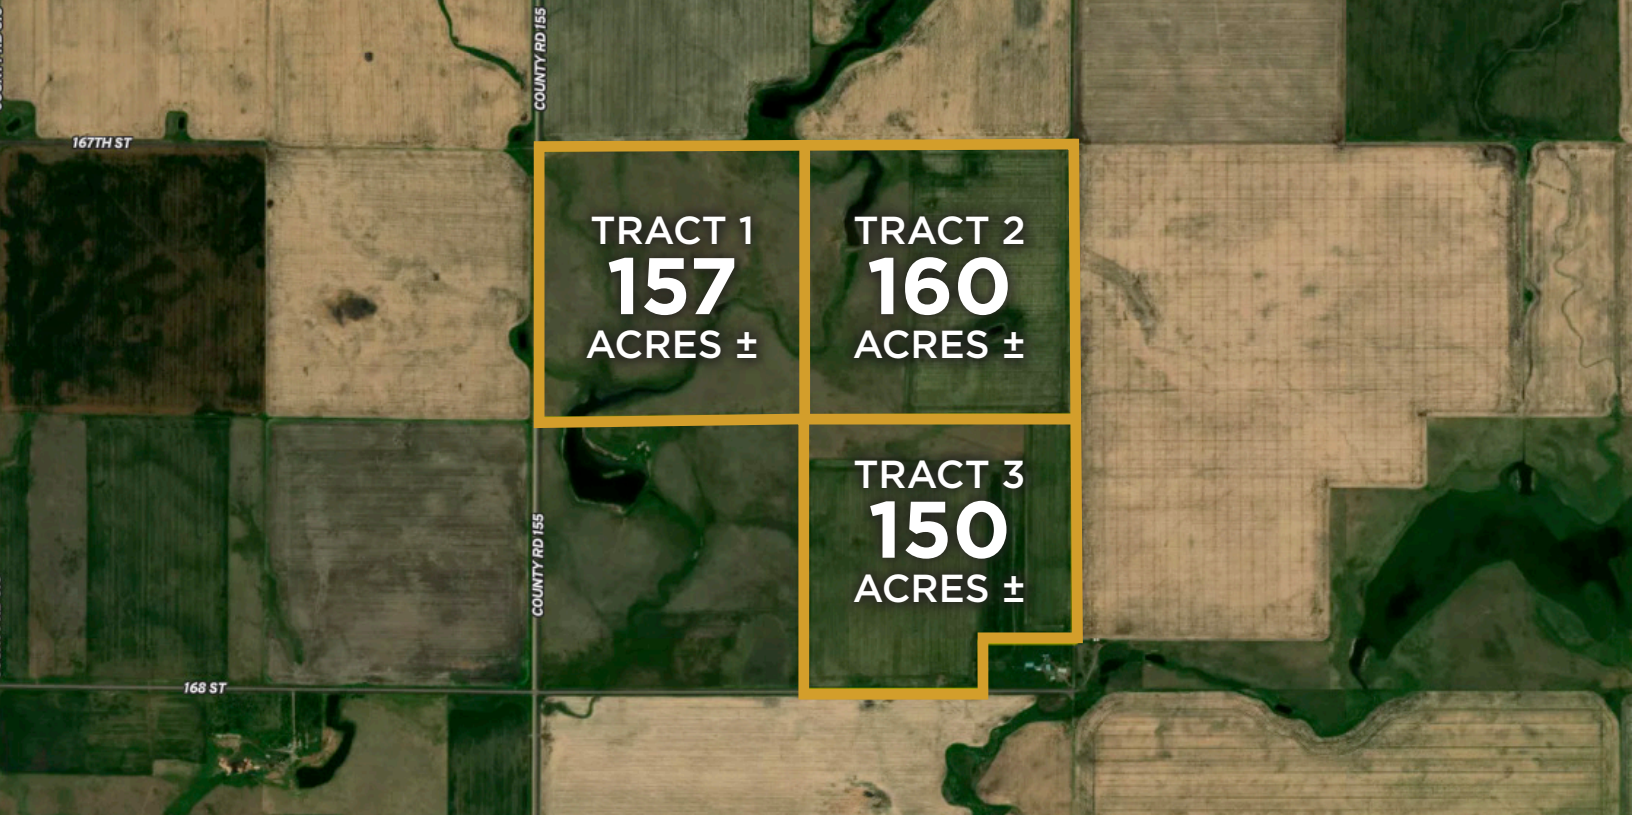 COUNTY RD 155
167TH ST
TRACT 1
157
ACRES ±
TRACT 2
160
ACRES ±
TRACT 3
150
ACRES ±
COUNTY RD 155
168 ST